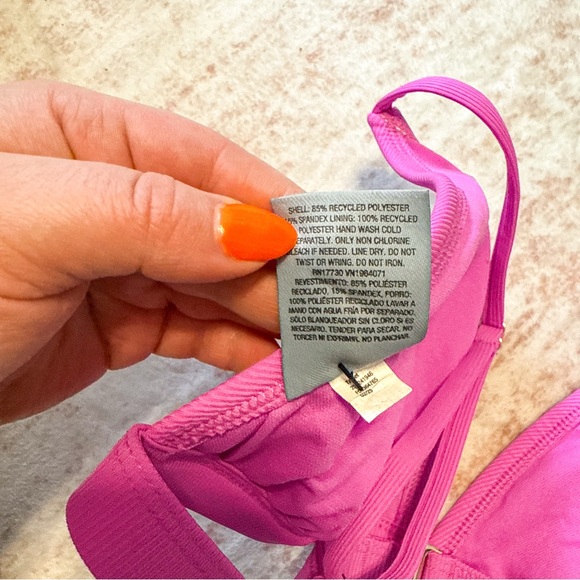 SHELL: 85% RECYCLED POLYESTER
15% SPANDEX LINING: 100% RECYCLED
POLYESTER HAND WASH COLD
SEPARATELY. ONLY NON CHLORINE
BLEACH IF NEEDED. LINE DRY. DO NOT
TWIST OR WRING. DO NOT IRON.
RN17730 VN1984071
REVESTIMIENTO: 85% POLIÉSTER
RECICLADO, 15% SPANDEX, FORRO:
100% POLIÉSTER RECICLADO LAVAR A
MANO CON AGUA FRÍA POR SEPARADO.
SÓLO BLANQUEADOR SIN CLORO SI ES
NECESARIO. TENDER PARA SECAR. NO
TORCER NI EXPRIMIR. NO PLANCHAR.